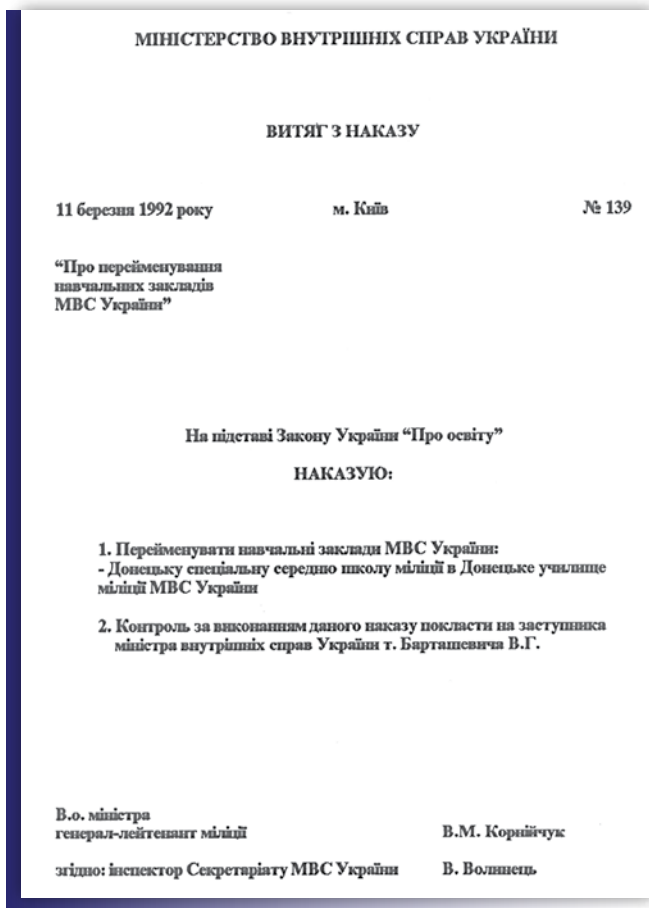 МІНІСТЕРСТВО ВНУТРІШНІХ СПРАВ УКРАЇНИ
ВИТЯГ З НАКАЗУ
11 березня 1992 року м. Київ № 139
“Про перейменування
навчальних закладів
МВС України”
На підставі Закону України “Про освіту”
НАКАЗУЮ:
1. Перейменувати навчальні заклади МВС України:
- Донецьку спеціальну середню школу міліції в Донецьке училище
міліції МВС України
2. Контроль за виконанням даного наказу покласти на заступника
міністра внутрішніх справ України т. Барташевича В.Г.
В.о. міністра
генерал-лейтенант міліції В.М. Корнійчук
згідно: інспектор Секретаріату МВС України В. Волинець